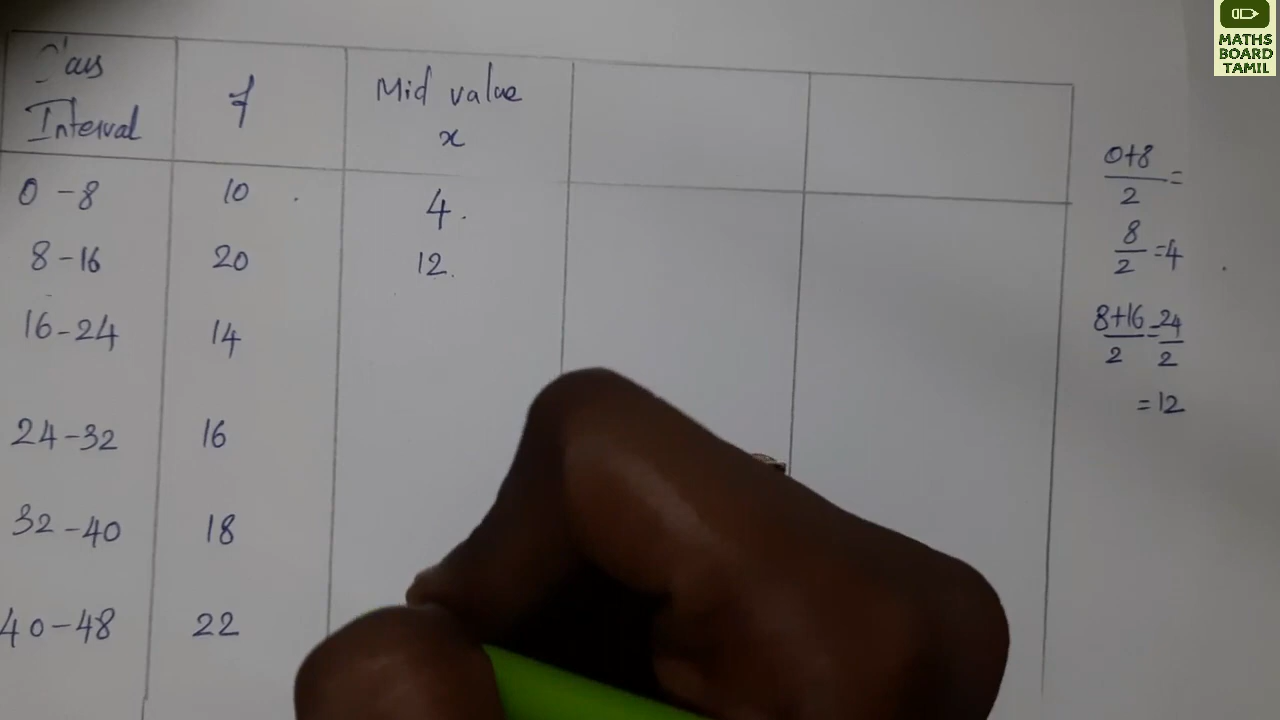 Class
Interval
f
Mid value
x
0-8 10 4.
8-16 20 12.
16-24 14
24-32 16
32-40 18
40-48 22
0+8/2 =
8/2 = 4
8+16/2 = 24/2
= 12
MATHS
BOARD
TAMIL